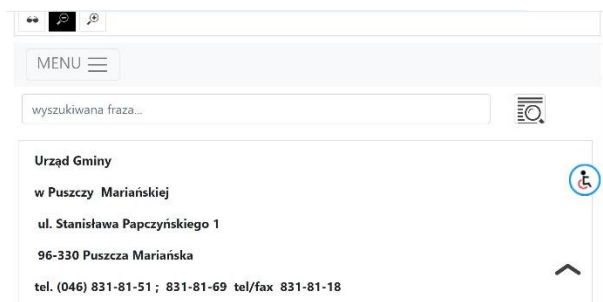 MENU
wyszukiwana fraza...
Urząd Gminy
w Puszczy Mariańskiej
ul. Stanisława Papczyńskiego 1
96-330 Puszcza Mariańska
tel. (046) 831-81-51 ; 831-81-69 tel/fax 831-81-18